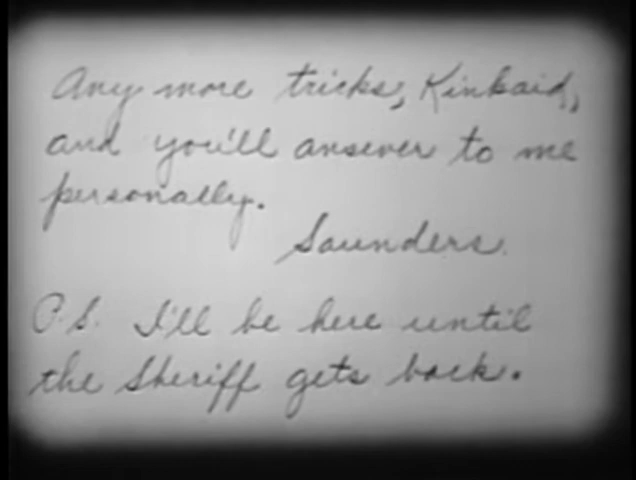 Any more tricks, Kinkaid,
and you'll answer to me
personally.
Saunders.
P.S. I'll be here until
the Sheriff gets back.